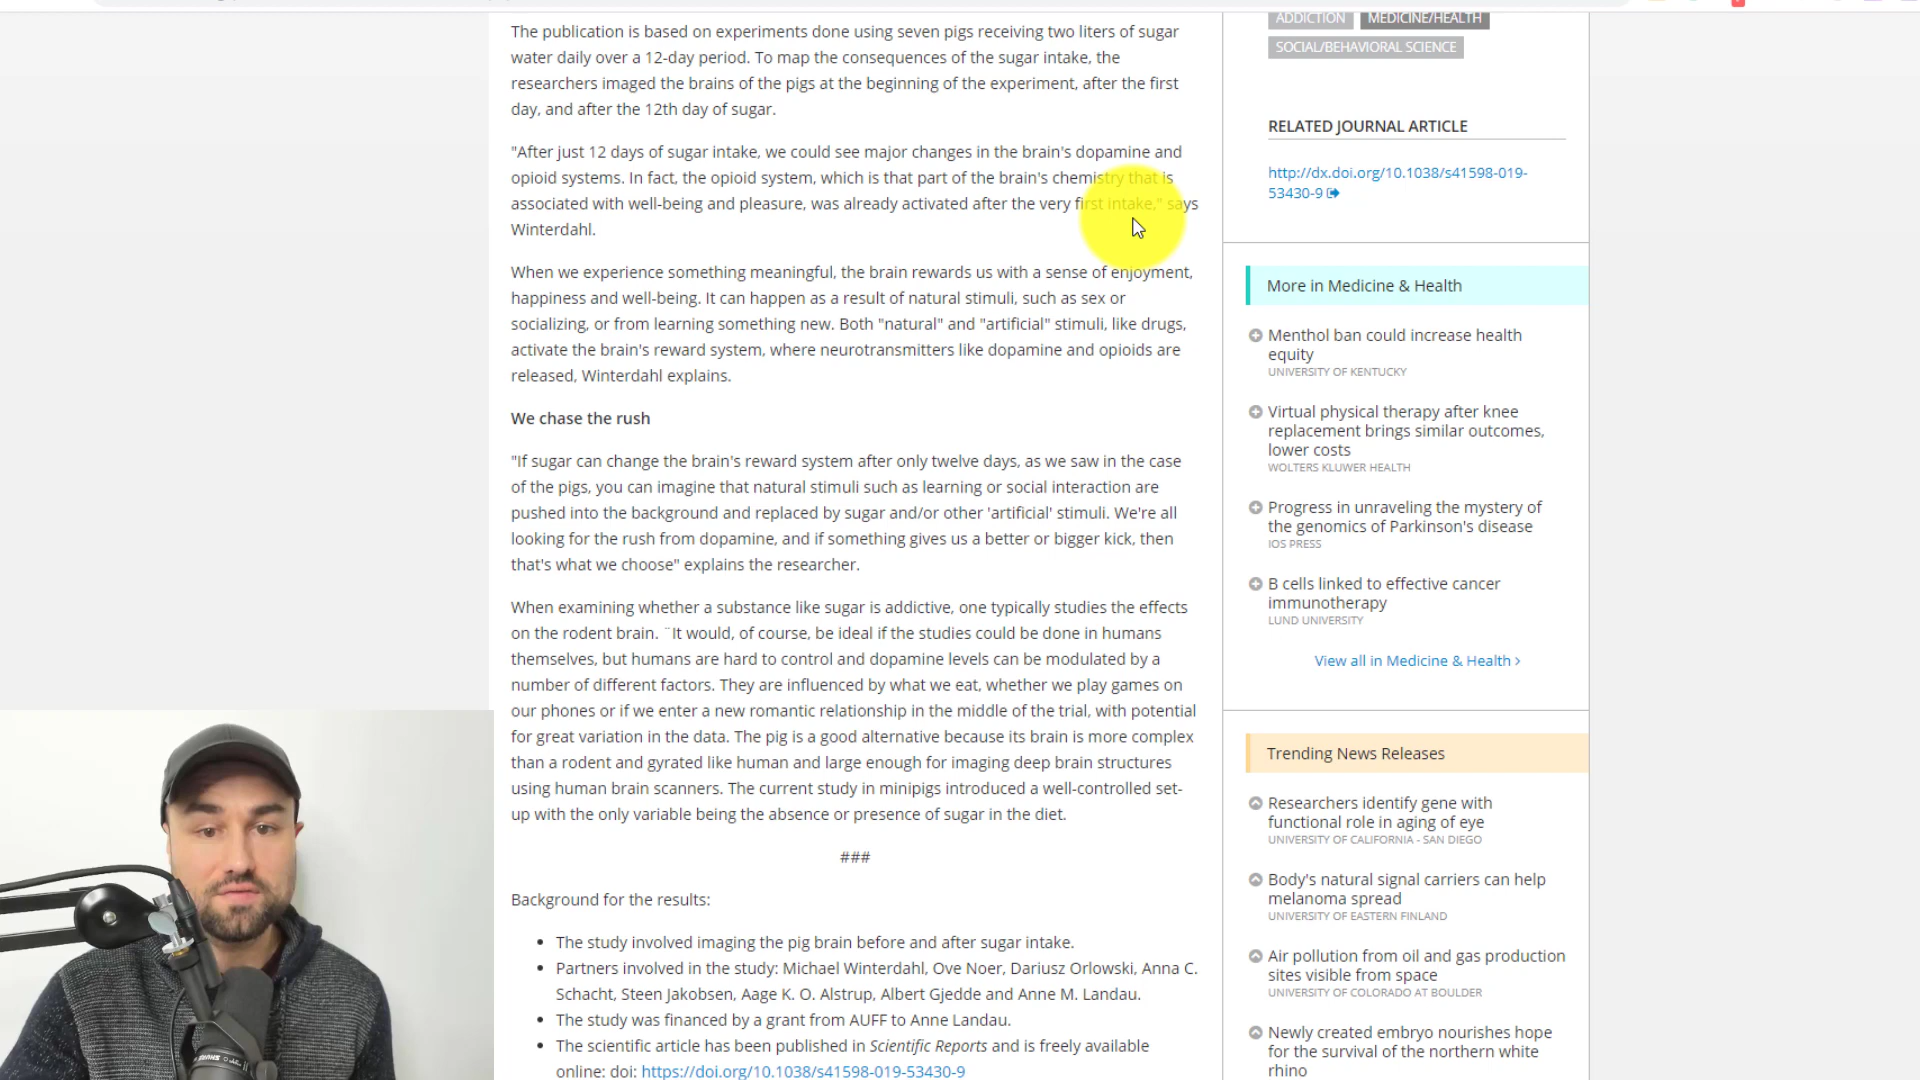 The publication is based on experiments done using seven pigs receiving two liters of sugar
water daily over a 12-day period. To map the consequences of the sugar intake, the
researchers imaged the brains of the pigs at the beginning of the experiment, after the first
day, and after the 12th day of sugar.
"After just 12 days of sugar intake, we could see major changes in the brain's dopamine and
opioid systems. In fact, the opioid system, which is that part of the brain's chemistry that is
associated with well-being and pleasure, was already activated after the very first intake," says
Winterdahl.
When we experience something meaningful, the brain rewards us with a sense of enjoyment,
happiness and well-being. It can happen as a result of natural stimuli, such as sex or
socializing, or from learning something new. Both "natural" and "artificial" stimuli, like drugs,
activate the brain's reward system, where neurotransmitters like dopamine and opioids are
released, Winterdahl explains.
We chase the rush
"If sugar can change the brain's reward system after only twelve days, as we saw in the case
of the pigs, you can imagine that natural stimuli such as learning or social interaction are
pushed into the background and replaced by sugar and/or other 'artificial' stimuli. We're all
looking for the rush from dopamine, and if something gives us a better or bigger kick, then
that's what we choose" explains the researcher.
When examining whether a substance like sugar is addictive, one typically studies the effects
on the rodent brain. ¨It would, of course, be ideal if the studies could be done in humans
themselves, but humans are hard to control and dopamine levels can be modulated by a
number of different factors. They are influenced by what we eat, whether we play games on
our phones or if we enter a new romantic relationship in the middle of the trial, with potential
for great variation in the data. The pig is a good alternative because its brain is more complex
than a rodent and gyrated like human and large enough for imaging deep brain structures
using human brain scanners. The current study in minipigs introduced a well-controlled set-
up with the only variable being the absence or presence of sugar in the diet.
###
Background for the results:
• The study involved imaging the pig brain before and after sugar intake.
• Partners involved in the study: Michael Winterdahl, Ove Noer, Dariusz Orlowski, Anna C.
Schacht, Steen Jakobsen, Aage K. O. Alstrup, Albert Gjedde and Anne M. Landau.
• The study was financed by a grant from AUFF to Anne Landau.
• The scientific article has been published in Scientific Reports and is freely available
online: doi: https://doi.org/10.1038/s41598-019-53430-9
ADDICTION MEDICINE/HEALTH
SOCIAL/BEHAVIORAL SCIENCE
RELATED JOURNAL ARTICLE
http://dx.doi.org/10.1038/s41598-019-
53430-9
More in Medicine & Health
Menthol ban could increase health
equity
UNIVERSITY OF KENTUCKY
Virtual physical therapy after knee
replacement brings similar outcomes,
lower costs
WOLTERS KLUWER HEALTH
Progress in unraveling the mystery of
the genomics of Parkinson's disease
IOS PRESS
B cells linked to effective cancer
immunotherapy
LUND UNIVERSITY
View all in Medicine & Health >
Trending News Releases
Researchers identify gene with
functional role in aging of eye
UNIVERSITY OF CALIFORNIA - SAN DIEGO
Body's natural signal carriers can help
melanoma spread
UNIVERSITY OF EASTERN FINLAND
Air pollution from oil and gas production
sites visible from space
UNIVERSITY OF COLORADO AT BOULDER
Newly created embryo nourishes hope
for the survival of the northern white
rhino
SHURE